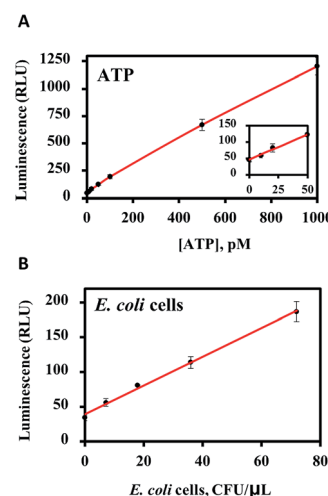 A
ATP
Luminescence (RLU)
1250
1000
750
500
250
0
150
100
50
0
0 25 50
0 200 400 600 800 1000
[ATP], pM
B
E. coli cells
Luminescence (RLU)
200
150
100
50
0
0 20 40 60 80
E. coli cells, CFU/μL